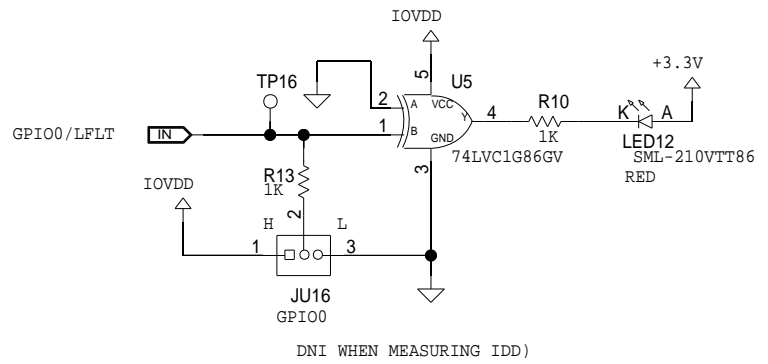 IOVDD
+3.3V
TP16
5
U5
2
A
VCC
Y
4
R10
K
A
GPIO0/LFLT
IN
1
B
GND
1K
LED12
74LVC1G86GV
SML-210VTT86
RED
3
R13
1K
IOVDD
2
H
L
1
3
JU16
GPIO0
DNI WHEN MEASURING IDD)